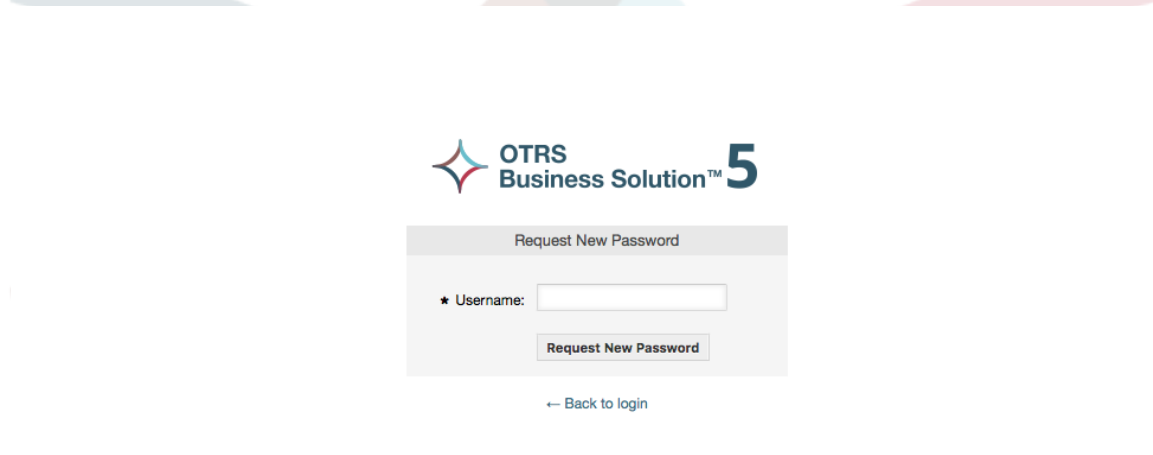 OTRS
Business Solution™ 5
Request New Password
★ Username:
Request New Password
← Back to login